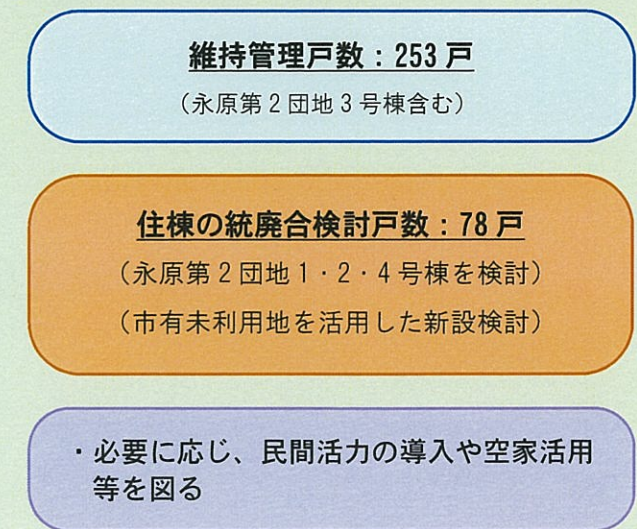 維持管理戸数：253 戸
（永原第２団地３号棟含む）
住棟の統廃合検討戸数：78 戸
（永原第２団地１・２・４号棟を検討）
（市有未利用地を活用した新設検討）
・必要に応じ、民間活力の導入や空家活用
等を図る